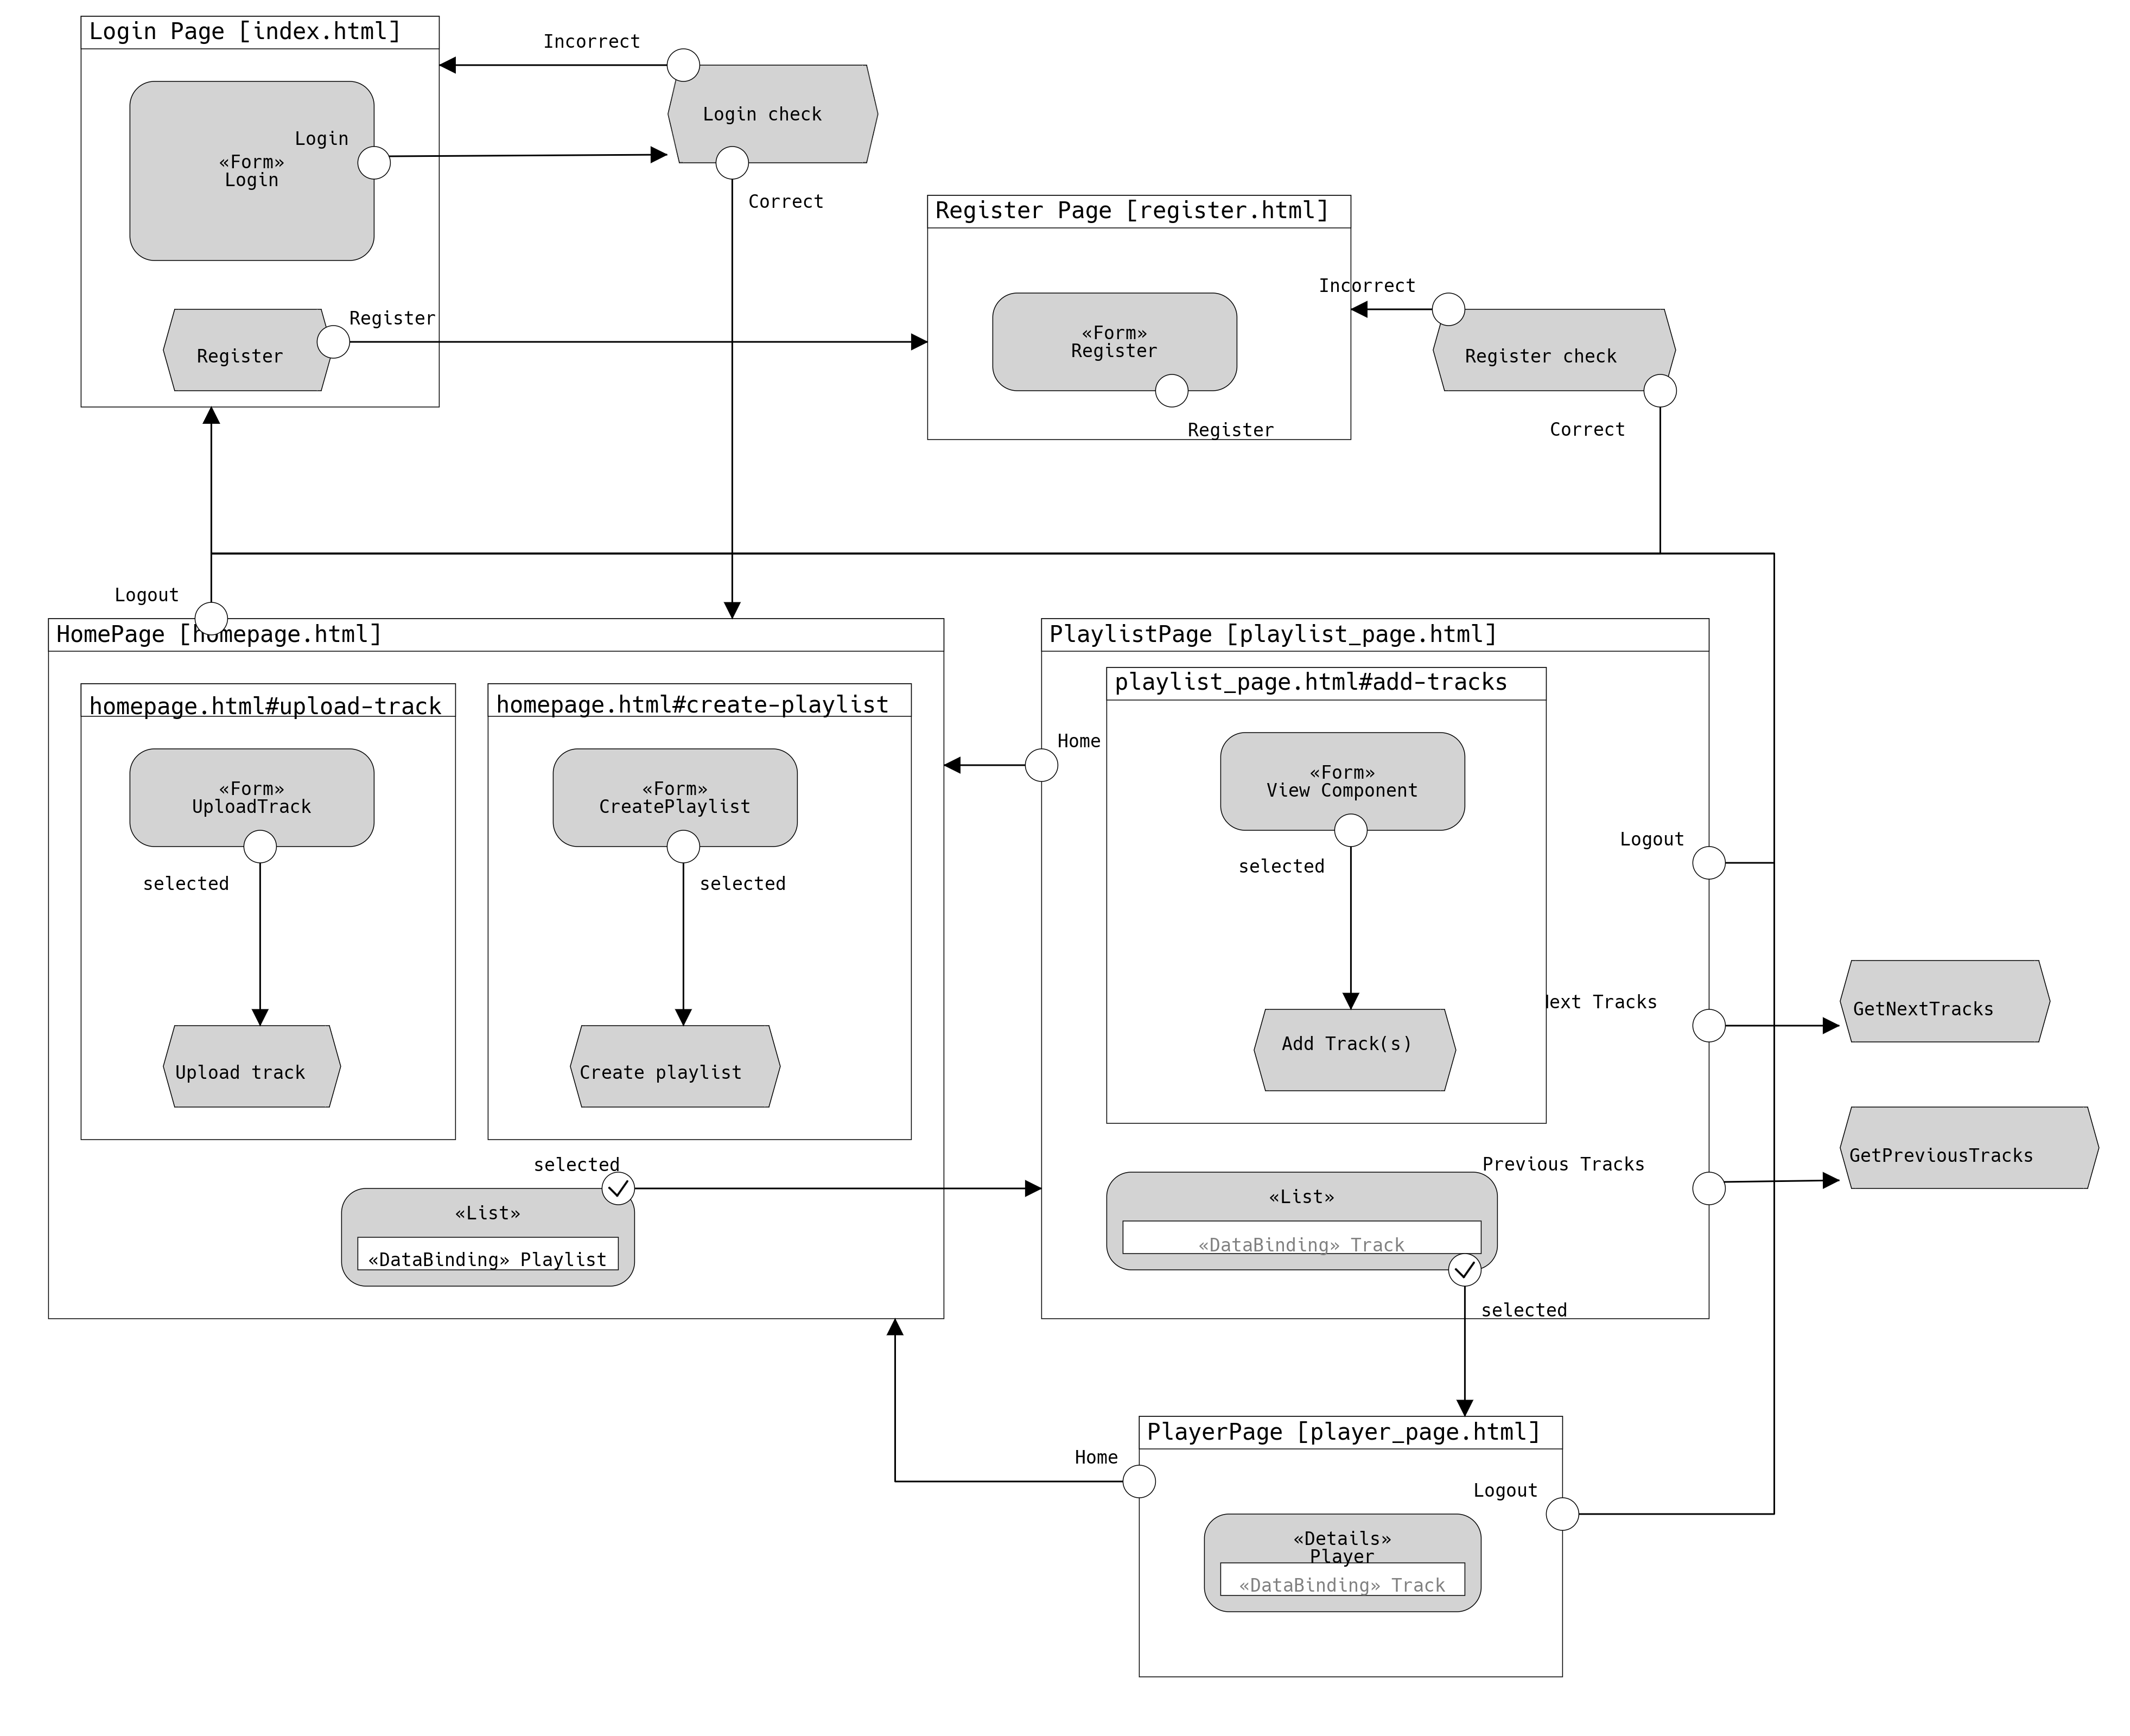 Login Page [index.html]
Incorrect
Login check
Login
«Form»
Login
Correct
Register Page [register.html]
Incorrect
Register
Register
«Form»
Register
Register check
Register
Correct
Logout
HomePage [homepage.html]
PlaylistPage [playlist_page.html]
homepage.html#upload-track
homepage.html#create-playlist
playlist_page.html#add-tracks
Home
«Form»
UploadTrack
«Form»
CreatePlaylist
«Form»
View Component
Logout
selected
selected
selected
Next Tracks
GetNextTracks
Upload track
Create playlist
Add Track(s)
selected
Previous Tracks
GetPreviousTracks
«List»
«DataBinding» Playlist
«List»
«DataBinding» Track
selected
PlayerPage [player_page.html]
Home
Logout
«Details»
Player
«DataBinding» Track